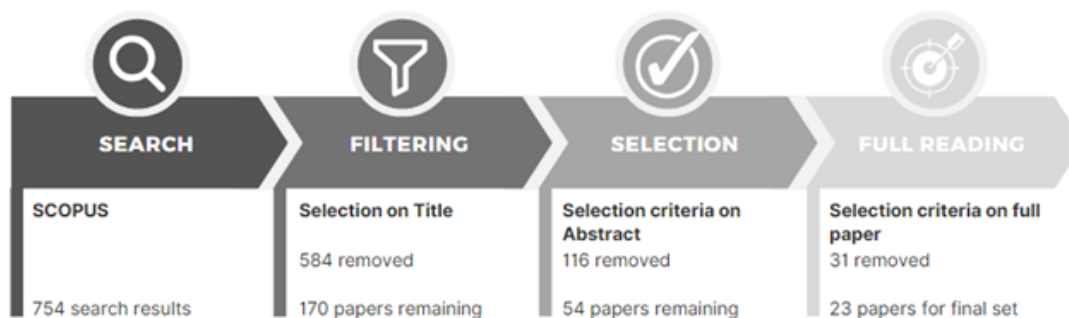 SEARCH
SCOPUS
754 search results
FILTERING
Selection on Title
584 removed
170 papers remaining
SELECTION
Selection criteria on
Abstract
116 removed
54 papers remaining
FULL READING
Selection criteria on full
paper
31 removed
23 papers for final set